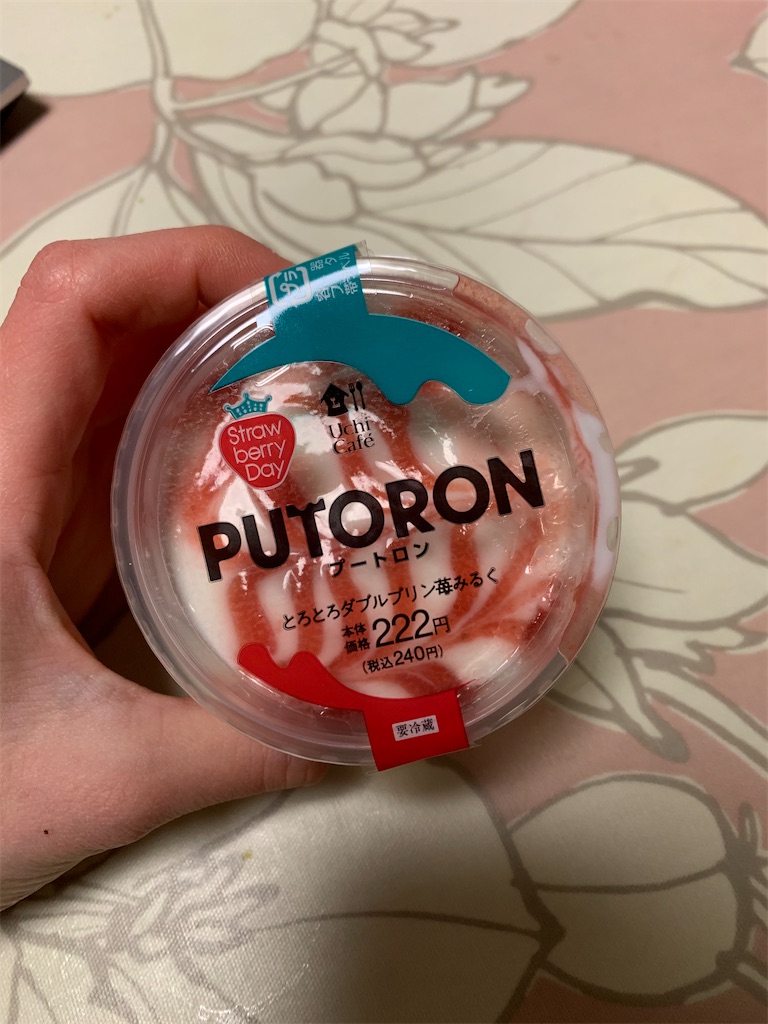 Straw
berry
Day
Uchi
Café
PUTORON
プートロン
とろとろダブルプリン苺みるく
本体
価格 222円
(税込240円)
要冷蔵